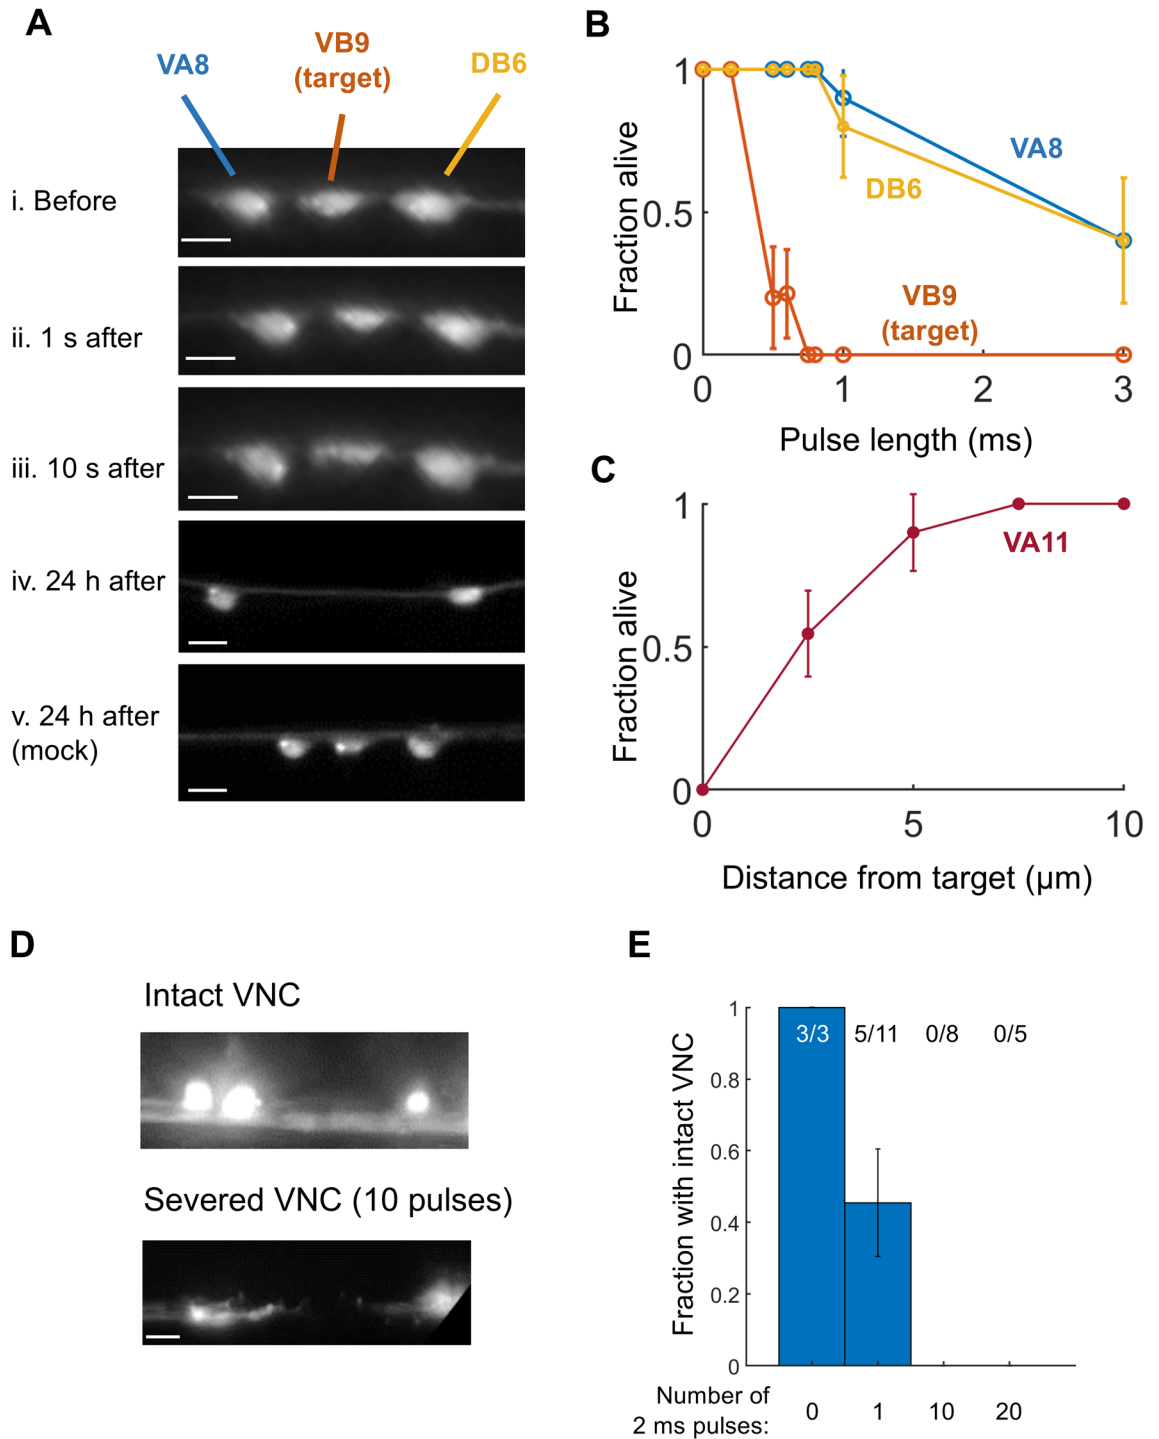 A
VA8
VB9
(target)
DB6
i. Before
ii. 1 s after
iii. 10 s after
iv. 24 h after
v. 24 h after
(mock)
B
Fraction alive
1
0.5
0
VA8
DB6
VB9
(target)
0
1
2
3
Pulse length (ms)
C
Fraction alive
1
0.5
0
VA11
0
5
10
Distance from target (μm)
D
Intact VNC
Severed VNC (10 pulses)
E
Fraction with intact VNC
1
0.8
0.6
0.4
0.2
0
3/3
5/11
0/8
0/5
Number of
2 ms pulses:
0
1
10
20